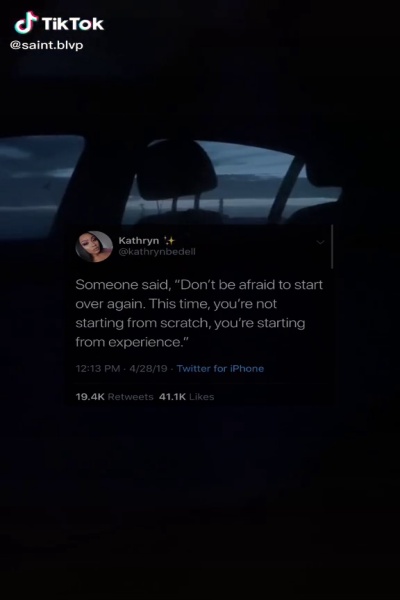 TikTok
@saint.blvp
Kathryn ✨
@kathrynbedell
Someone said, “Don't be afraid to start
over again. This time, you're not
starting from scratch, you're starting
from experience.”
12:13 PM · 4/28/19 · Twitter for iPhone
19.4K Retweets 41.1K Likes